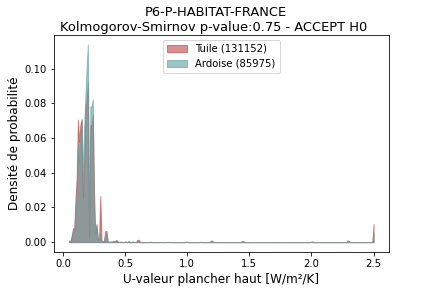 P6-P-HABITAT-FRANCE
Kolmogorov-Smirnov p-value:0.75 - ACCEPT H0
Tuile (131152)
Ardoise (85975)
Densité de probabilité
0.10
0.08
0.06
0.04
0.02
0.00
0.0 0.5 1.0 1.5 2.0 2.5
U-valeur plancher haut [W/m²/K]